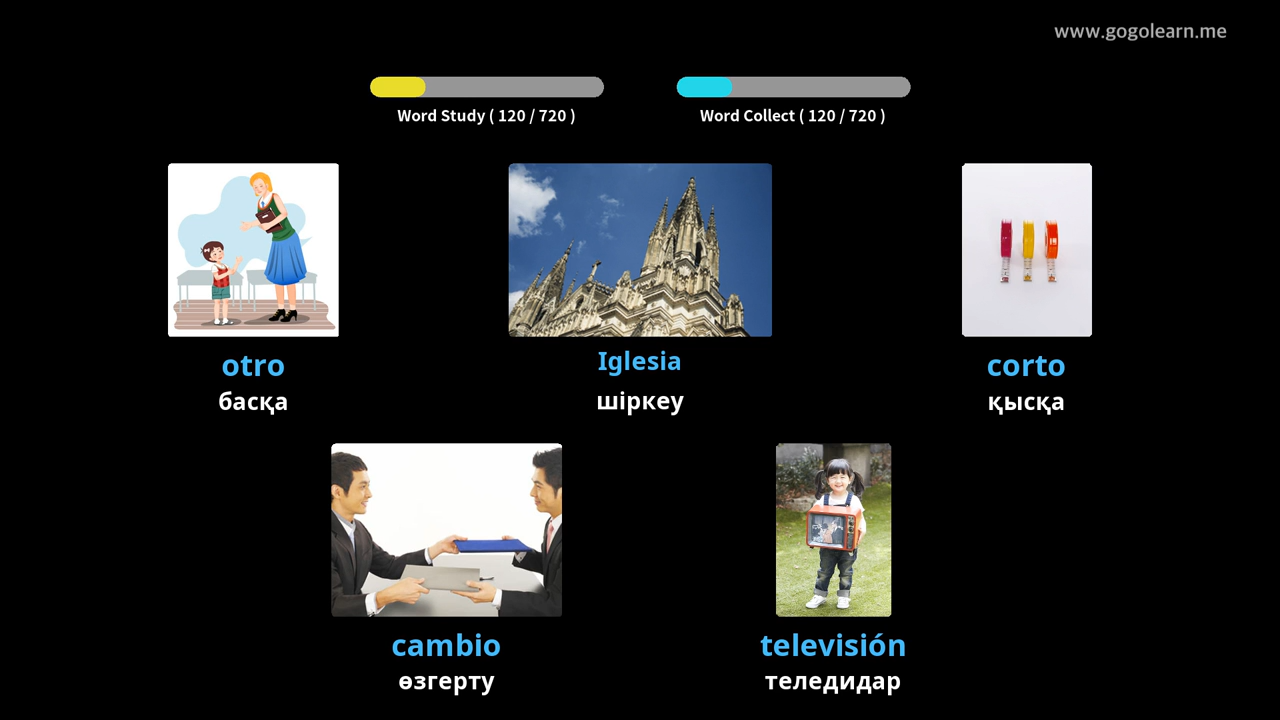 www.gogolearn.me
Word Study ( 120 / 720 )
Word Collect ( 120 / 720 )
otro
басқа
Iglesia
шіркеу
corto
қысқа
cambio
өзгерту
televisión
теледидар